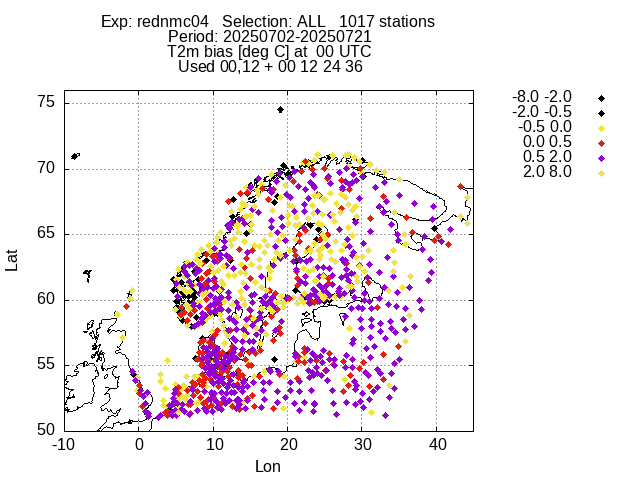 Exp: rednmc04   Selection: ALL   1017 stations
Period: 20250702-20250721
T2m bias [deg C] at  00 UTC
Used 00,12 + 00 12 24 36
-8.0 -2.0
-2.0 -0.5
-0.5 0.0
0.0 0.5
0.5 2.0
2.0 8.0
75
70
65
60
55
50
Lat
-10 0 10 20 30 40
Lon